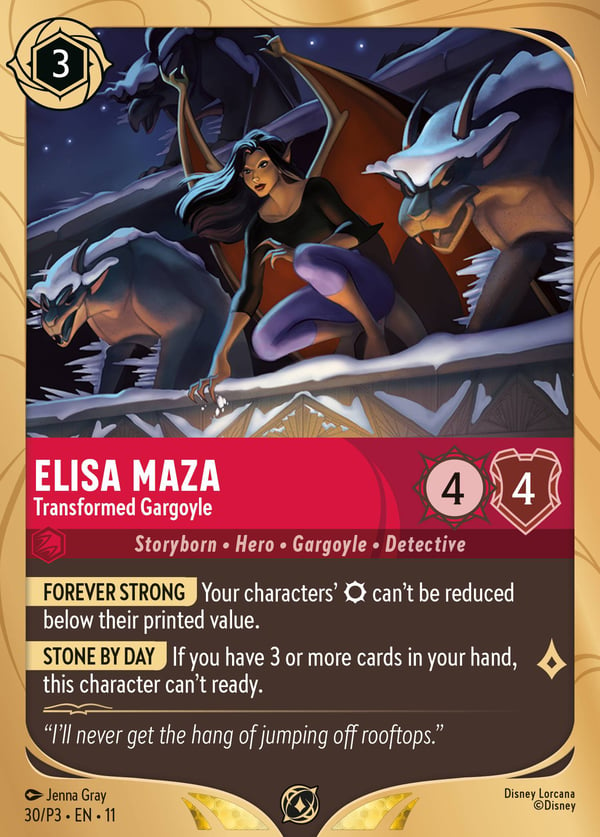 3
ELISA MAZA
Transformed Gargoyle
4 4
Storyborn • Hero • Gargoyle • Detective
FOREVER STRONG Your characters’ can’t be reduced
below their printed value.
STONE BY DAY If you have 3 or more cards in your hand,
this character can’t ready.
“I’ll never get the hang of jumping off rooftops.”
Jenna Gray
30/P3 • EN • 11
Disney Lorcana
©Disney